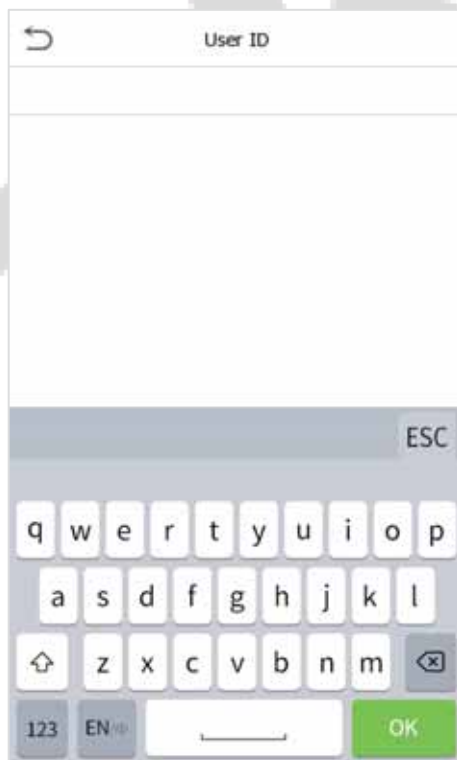 User ID
ESC
q w e r t y u i o p
a s d f g h j k l
z x c v b n m
123 EN OK